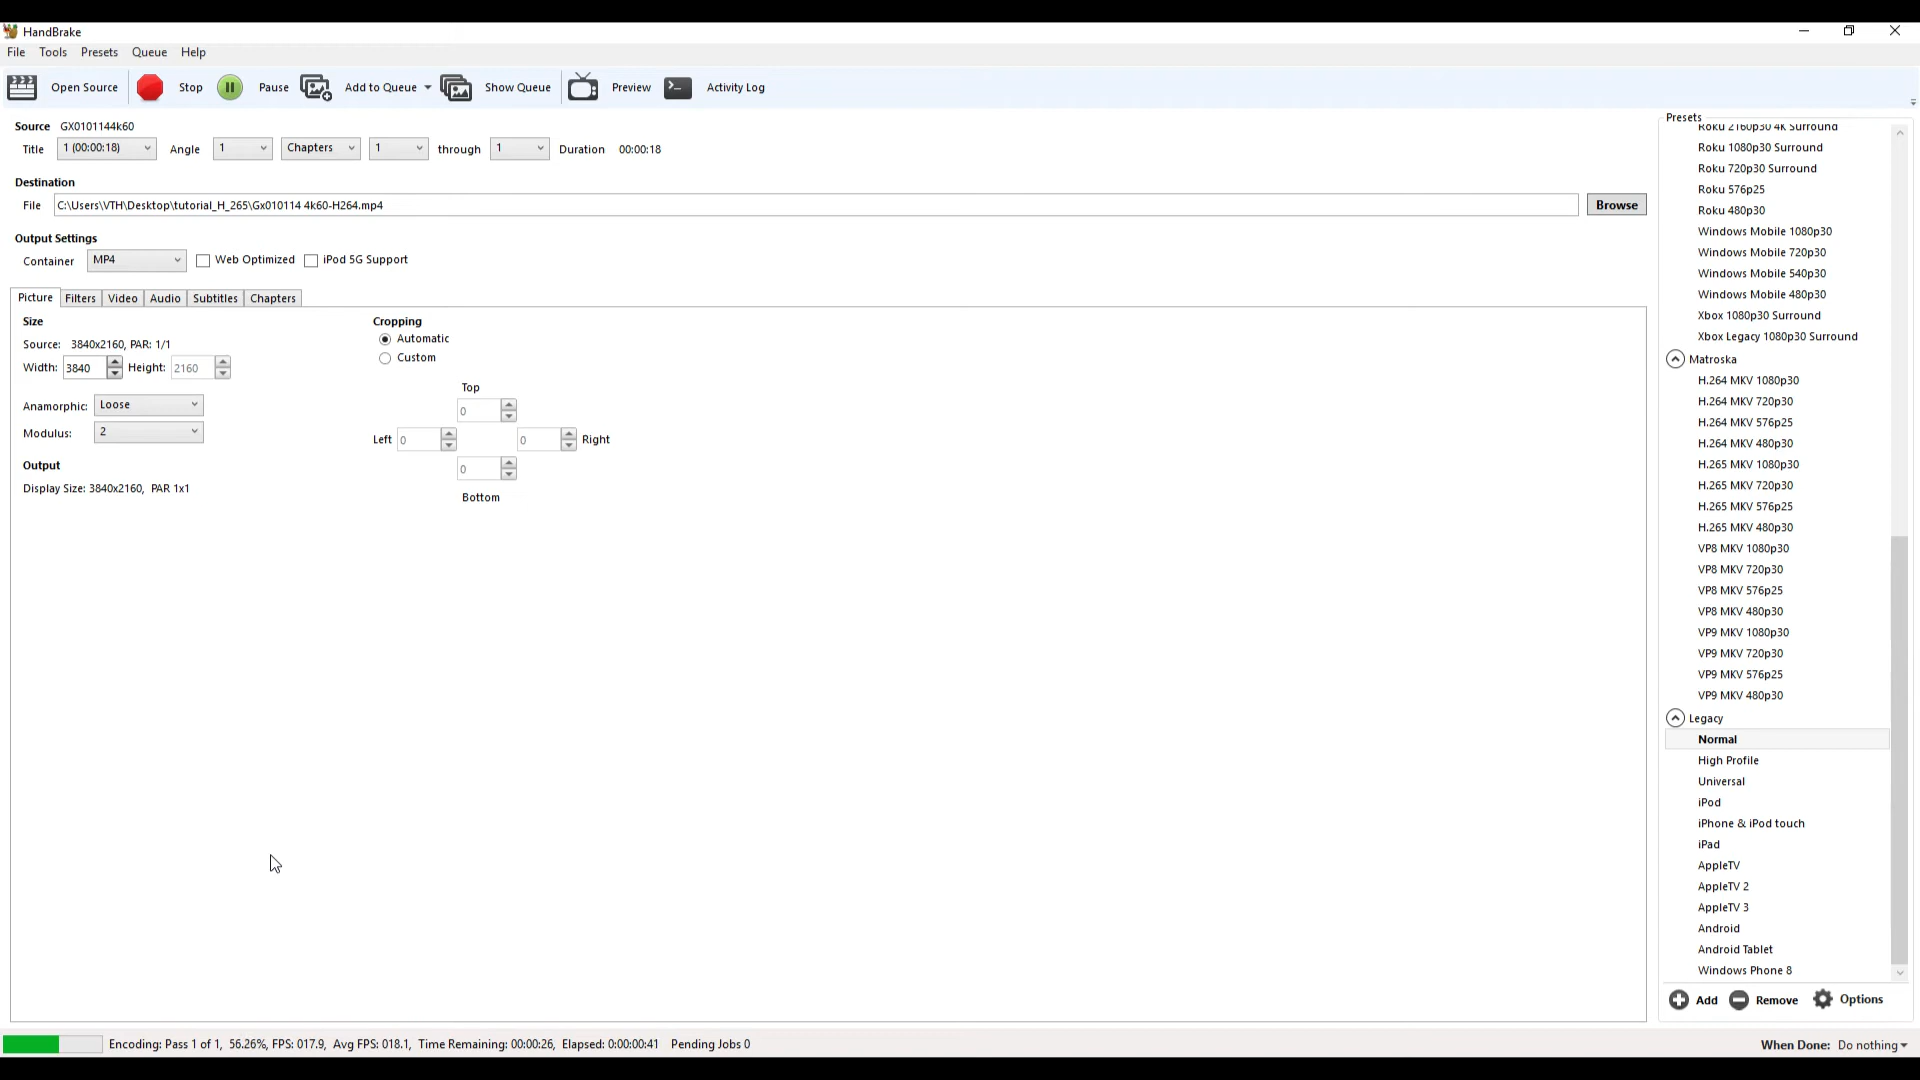 HandBrake
File Tools Presets Queue Help
Open Source Stop Pause Add to Queue Show Queue Preview Activity Log
Source GX0101144k60
Title 1 (00:00:18) Angle 1 Chapters 1 through 1 Duration 00:00:18
Destination
File C:\Users\VTH\Desktop\tutorial_H_265\Gx010114 4k60-H264.mp4 Browse
Output Settings
Container MP4 Web Optimized iPod 5G Support
Picture Filters Video Audio Subtitles Chapters
Size
Source: 3840x2160, PAR: 1/1
Width: 3840 Height: 2160
Anamorphic: Loose
Modulus: 2
Output
Display Size: 3840x2160, PAR 1x1
Cropping
Automatic
Custom
Top
0
Left 0 0 Right
0
Bottom
Presets
Roku 2160p30 4K Surround
Roku 1080p30 Surround
Roku 720p30 Surround
Roku 576p25
Roku 480p30
Windows Mobile 1080p30
Windows Mobile 720p30
Windows Mobile 540p30
Windows Mobile 480p30
Xbox 1080p30 Surround
Xbox Legacy 1080p30 Surround
Matroska
H.264 MKV 1080p30
H.264 MKV 720p30
H.264 MKV 576p25
H.264 MKV 480p30
H.265 MKV 1080p30
H.265 MKV 720p30
H.265 MKV 576p25
H.265 MKV 480p30
VP8 MKV 1080p30
VP8 MKV 720p30
VP8 MKV 576p25
VP8 MKV 480p30
VP9 MKV 1080p30
VP9 MKV 720p30
VP9 MKV 576p25
VP9 MKV 480p30
Legacy
Normal
High Profile
Universal
iPod
iPhone & iPod touch
iPad
AppleTV
AppleTV 2
AppleTV 3
Android
Android Tablet
Windows Phone 8
Add Remove Options
Encoding: Pass 1 of 1, 56.26%, FPS: 017.9, Avg FPS: 018.1, Time Remaining: 00:00:26, Elapsed: 0:00:00:41 Pending Jobs 0
When Done: Do nothing